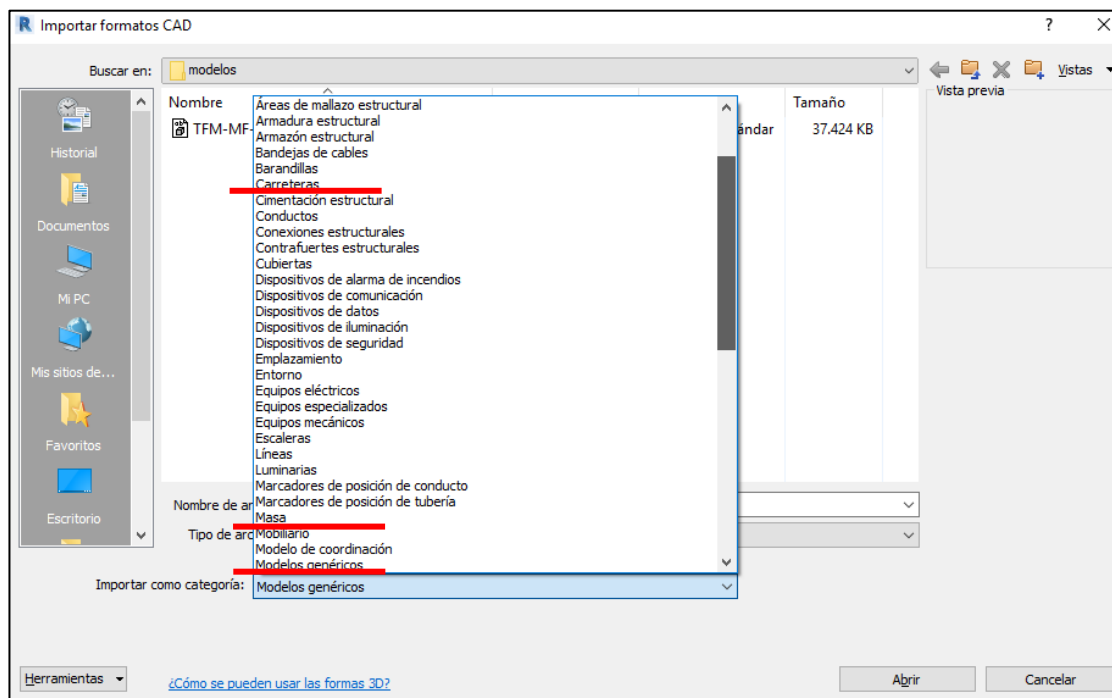 Importar formatos CAD
?
Buscar en:
modelos
Vistas
Vista previa
Nombre
Tamaño
TFM-MF-
ándar
37.424 KB
Historial
Documentos
Mi PC
Mis sitios de...
Favoritos
Escritorio
Áreas de mallazo estructural
Armadura estructural
Armazón estructural
Bandejas de cables
Barandillas
Carreteras
Cimentación estructural
Conductos
Conexiones estructurales
Contrafuertes estructurales
Cubiertas
Dispositivos de alarma de incendios
Dispositivos de comunicación
Dispositivos de datos
Dispositivos de iluminación
Dispositivos de seguridad
Emplazamiento
Entorno
Equipos eléctricos
Equipos especializados
Equipos mecánicos
Escaleras
Líneas
Luminarias
Marcadores de posición de conducto
Marcadores de posición de tubería
Masa
Mobiliario
Modelo de coordinación
Modelos genéricos
Nombre de ar
Tipo de arc
Importar como categoría:
Modelos genéricos
Herramientas
¿Cómo se pueden usar las formas 3D?
Abrir
Cancelar